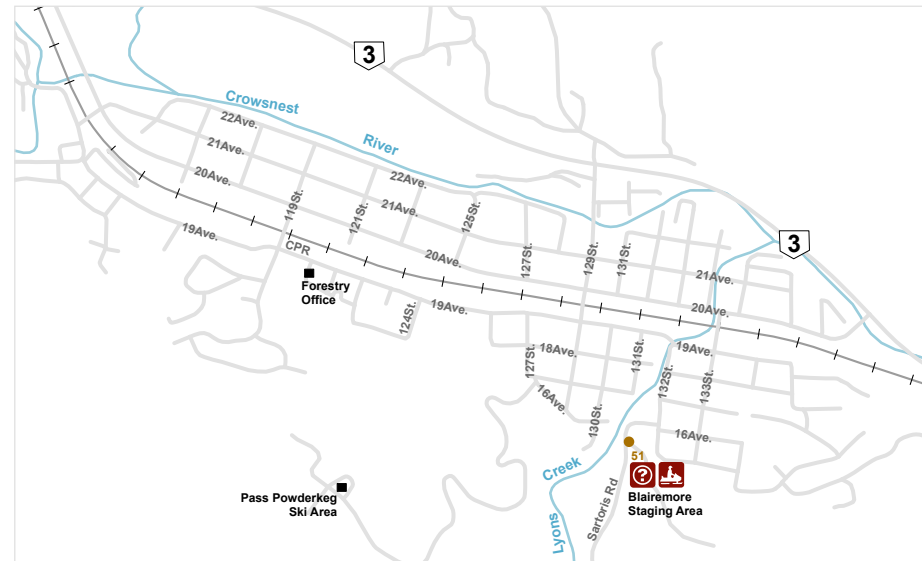 3
Crowsnest
River
22Ave.
21Ave.
20Ave.
22Ave.
21Ave.
119St.
121St.
125St.
19Ave.
CPR
Forestry
Office
20Ave.
127St.
129St.
131St.
3
21Ave.
20Ave.
19Ave.
124St.
18Ave.
127St.
131St.
19Ave.
132St.
133St.
16Ave.
130St.
16Ave.
51
?
Creek
Lyons
Sartoris Rd
Blairemore
Staging Area
Pass Powderkeg
Ski Area